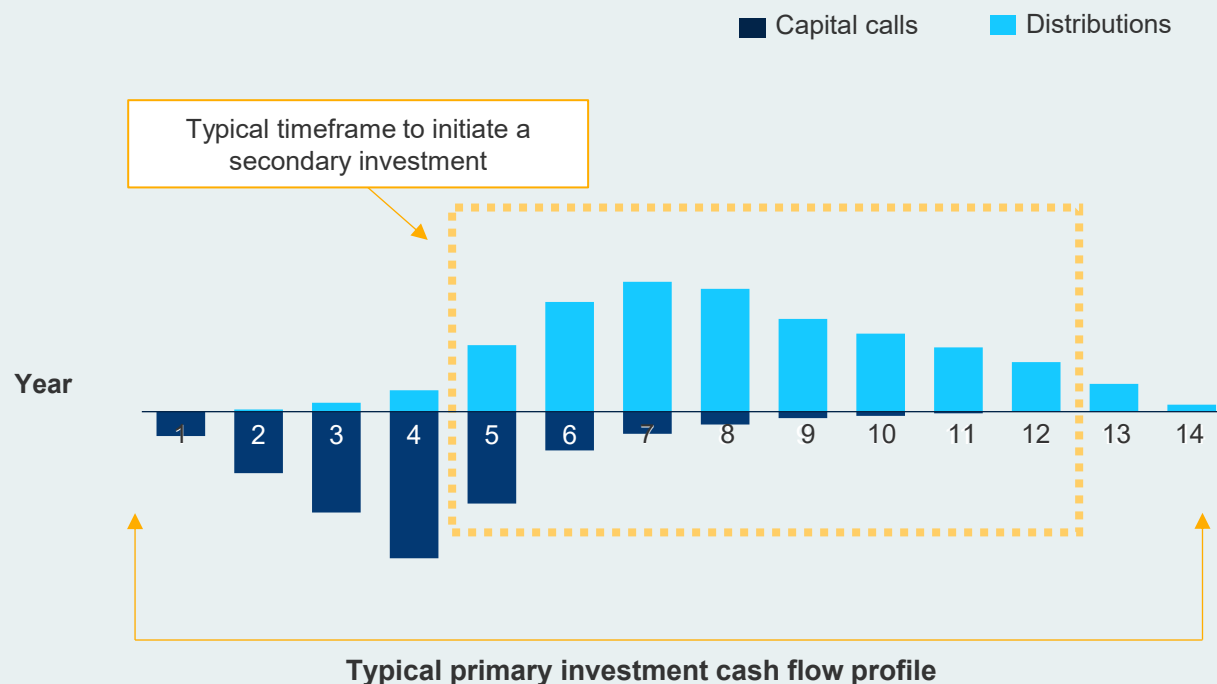 Capital calls
Distributions
Typical timeframe to initiate a
secondary investment
Year
1 2 3 4 5 6 7 8 9 10 11 12 13 14
Typical primary investment cash flow profile